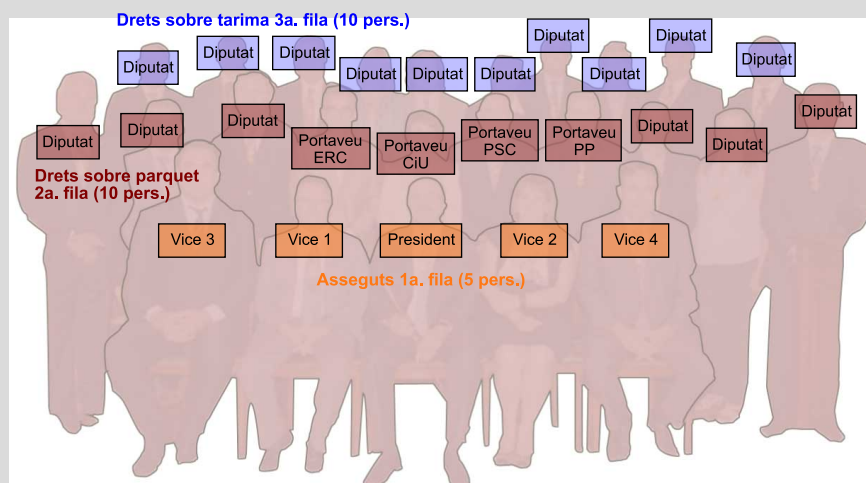 Drets sobre tarima 3a. fila (10 pers.)
Diputat
Diputat
Diputat
Diputat
Diputat
Diputat
Diputat
Diputat
Diputat
Diputat
Diputat
Diputat
Diputat
Portaveu
ERC
Portaveu
CiU
Portaveu
PSC
Portaveu
PP
Diputat
Diputat
Diputat
Drets sobre parquet
2a. fila (10 pers.)
Vice 3
Vice 1
President
Vice 2
Vice 4
Asseguts 1a. fila (5 pers.)